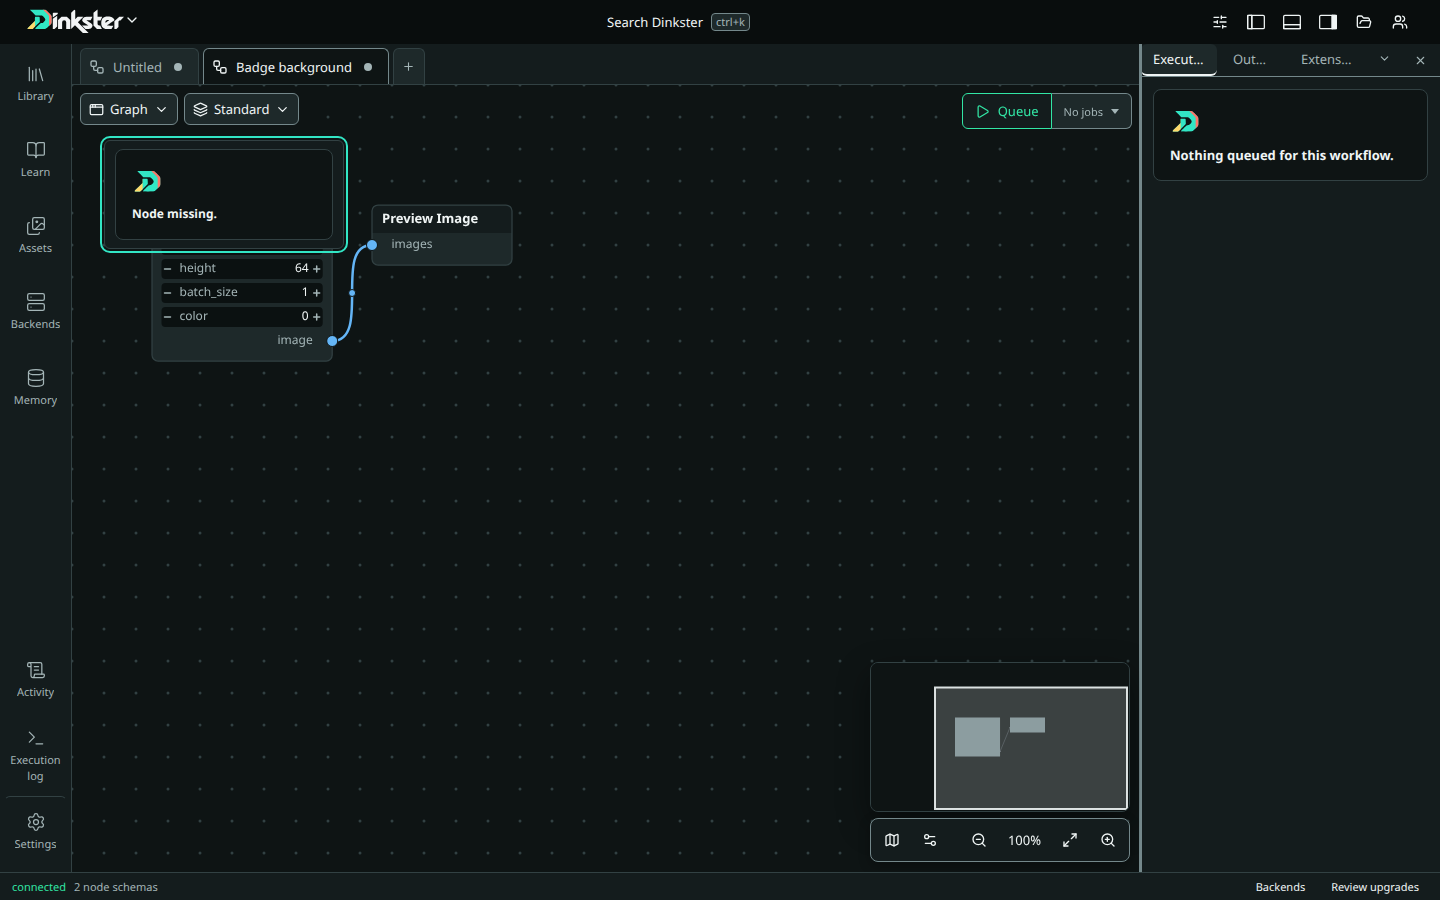 Dinkster
Search Dinkster ctrl+k
Untitled
Badge background
+
Execut...
Out...
Extens...
Graph
Standard
Queue
No jobs
Library
Learn
Assets
Backends
Memory
Node missing.
Preview Image
images
height 64
batch_size 1
color 0
image
Nothing queued for this workflow.
Activity
Execution
log
Settings
100%
connected 2 node schemas
Backends
Review upgrades